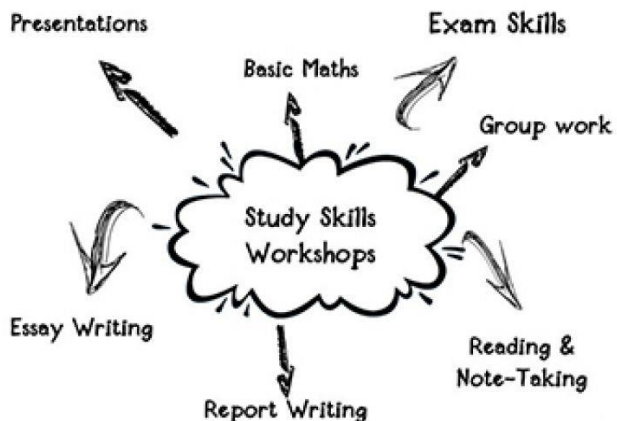 Presentations
Exam Skills
Basic Maths
Group work
Study Skills
Workshops
Essay Writing
Reading &
Note-Taking
Report Writing